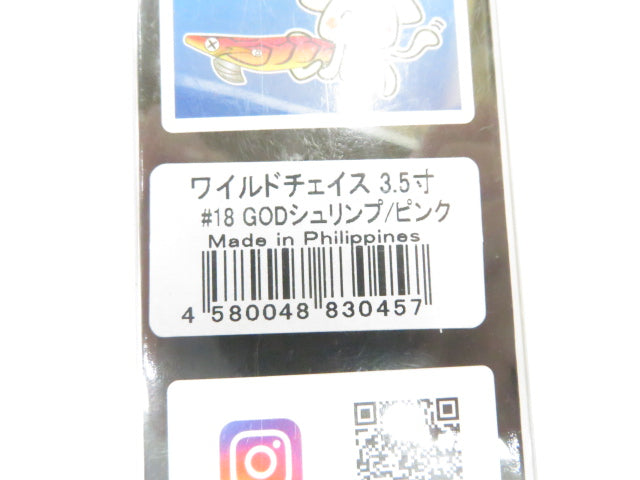 ワイルドチェイス 3.5寸
#18 GODシュリンプ/ピンク
Made in Philippines
4 580048 830457